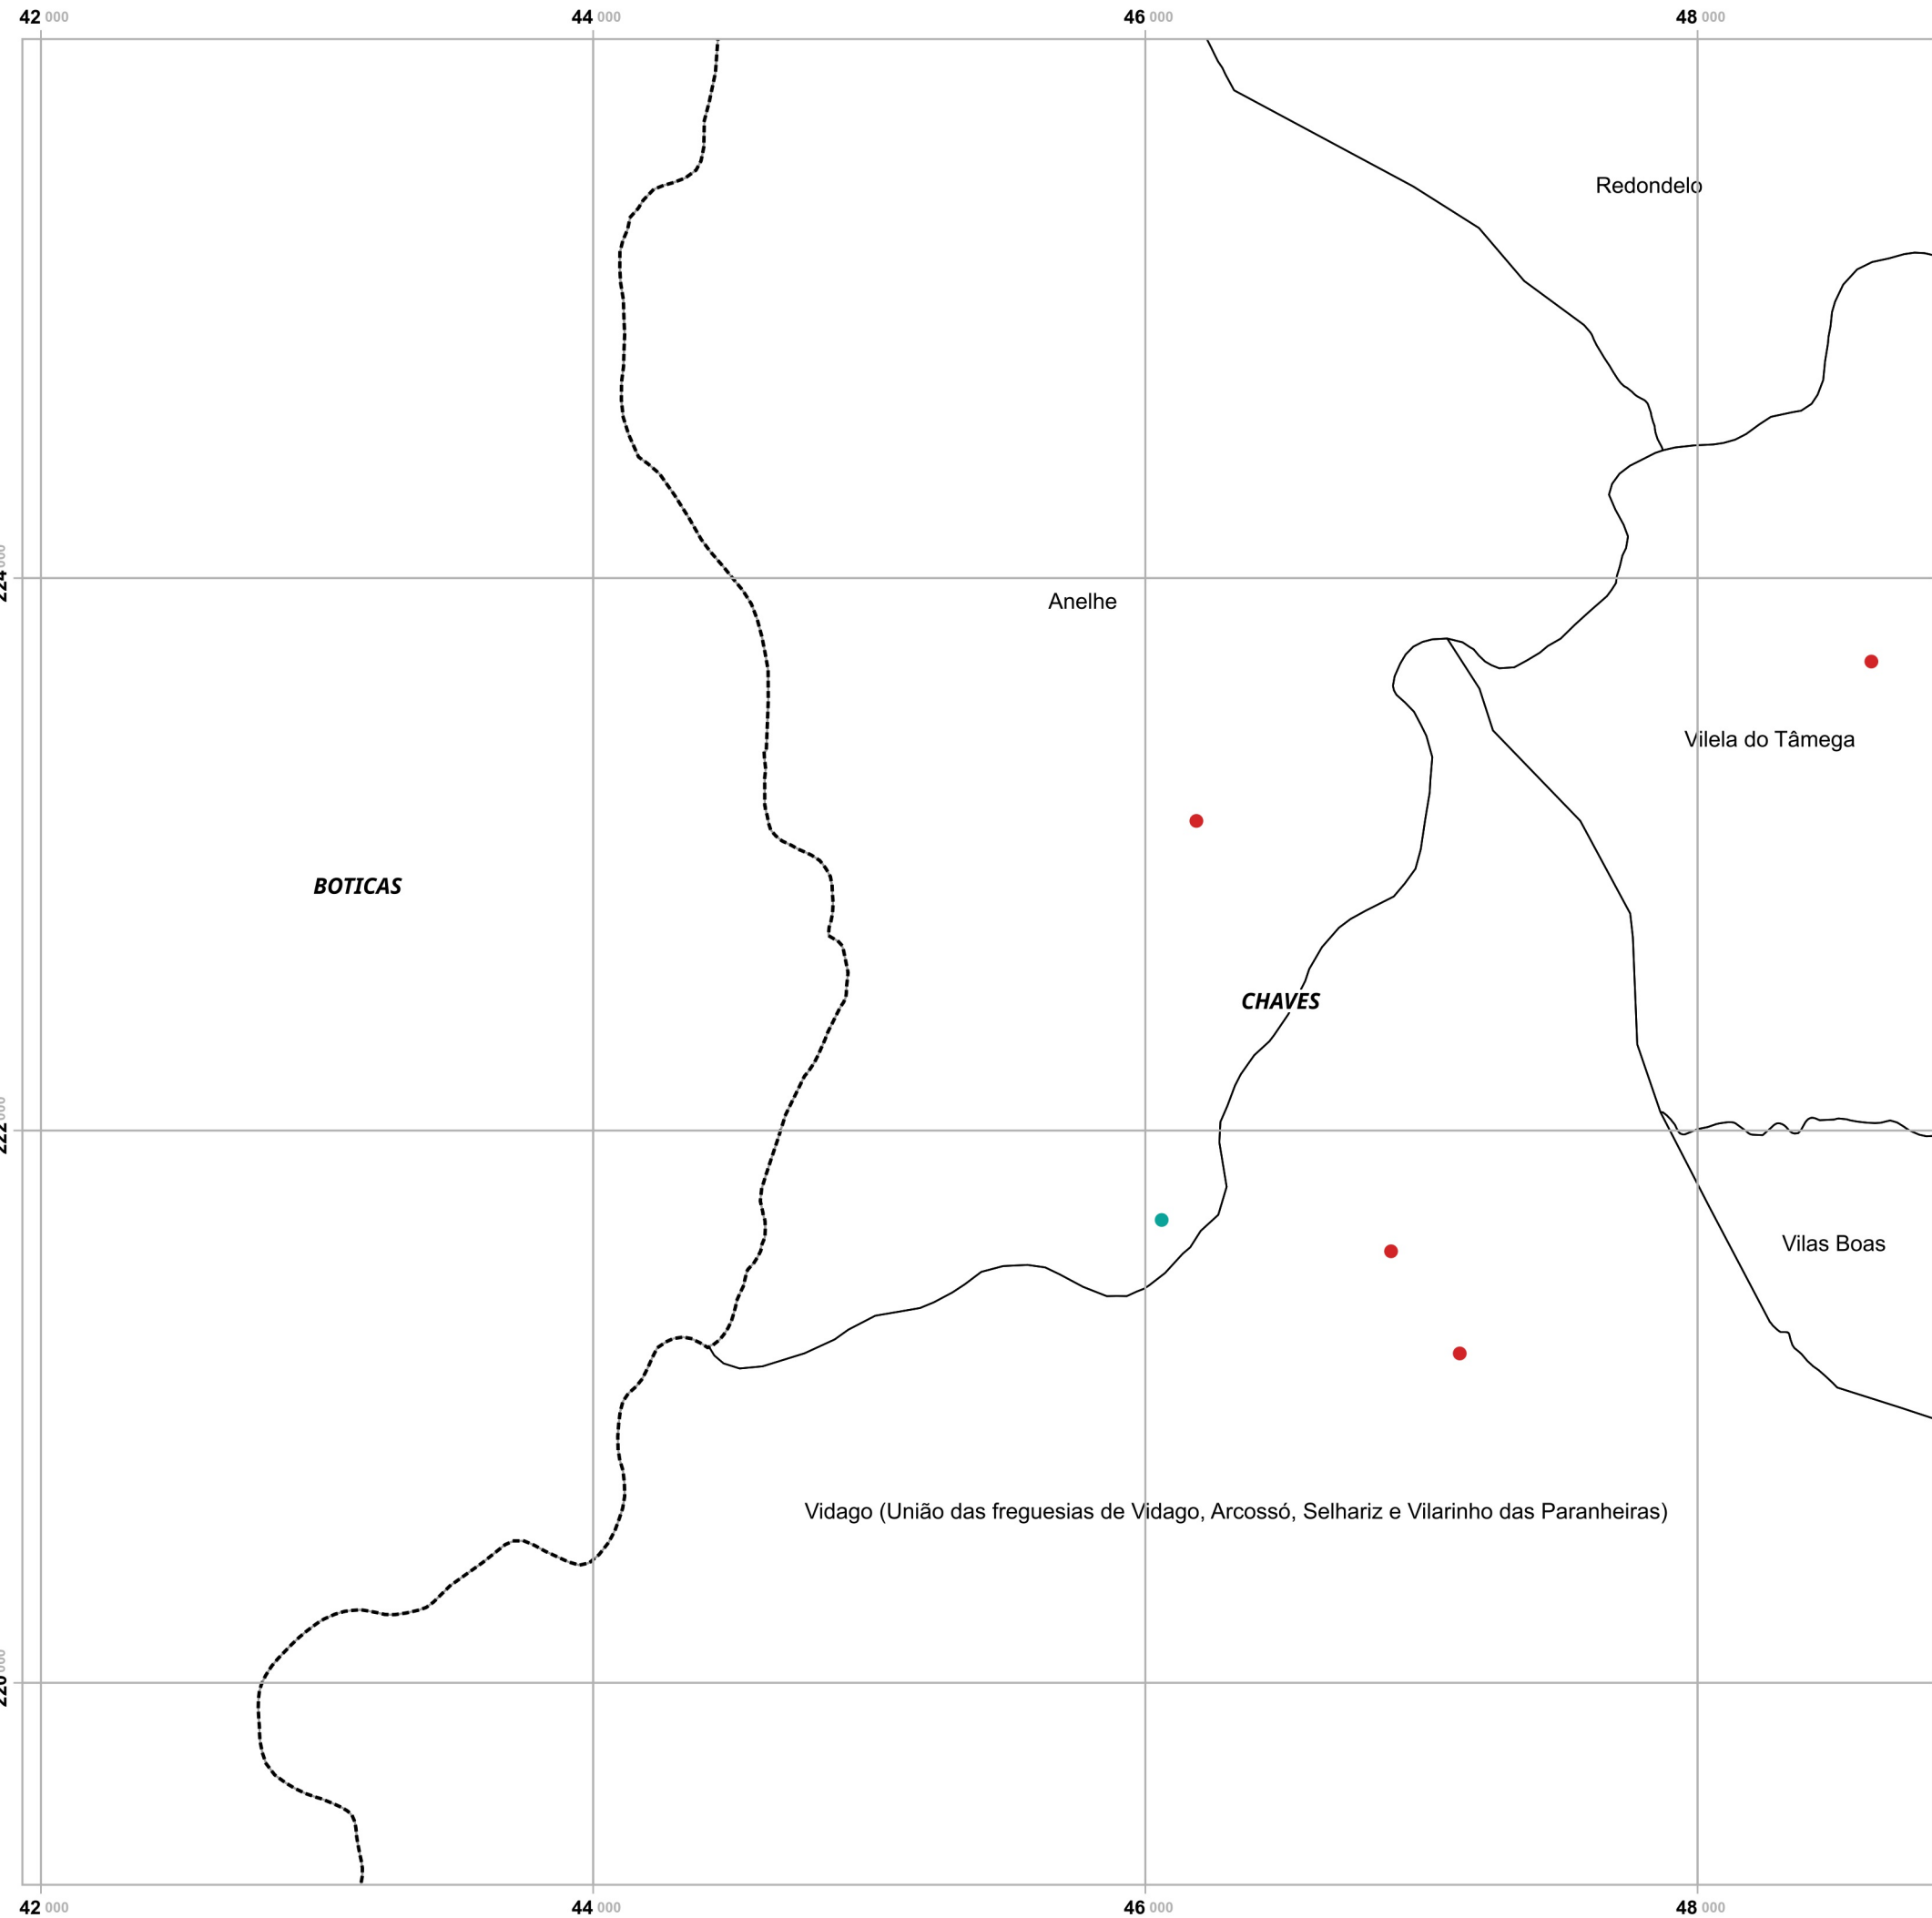 42 000 44 000 46 000 48 000
Redondelo
224 000
Anelhe
Vilela do Tâmega
BOTICAS
CHAVES
222 000
Vilas Boas
Vidago (União das freguesias de Vidago, Arcossó, Selhariz e Vilarinho das Paranheiras)
220 000
42 000 44 000 46 000 48 000